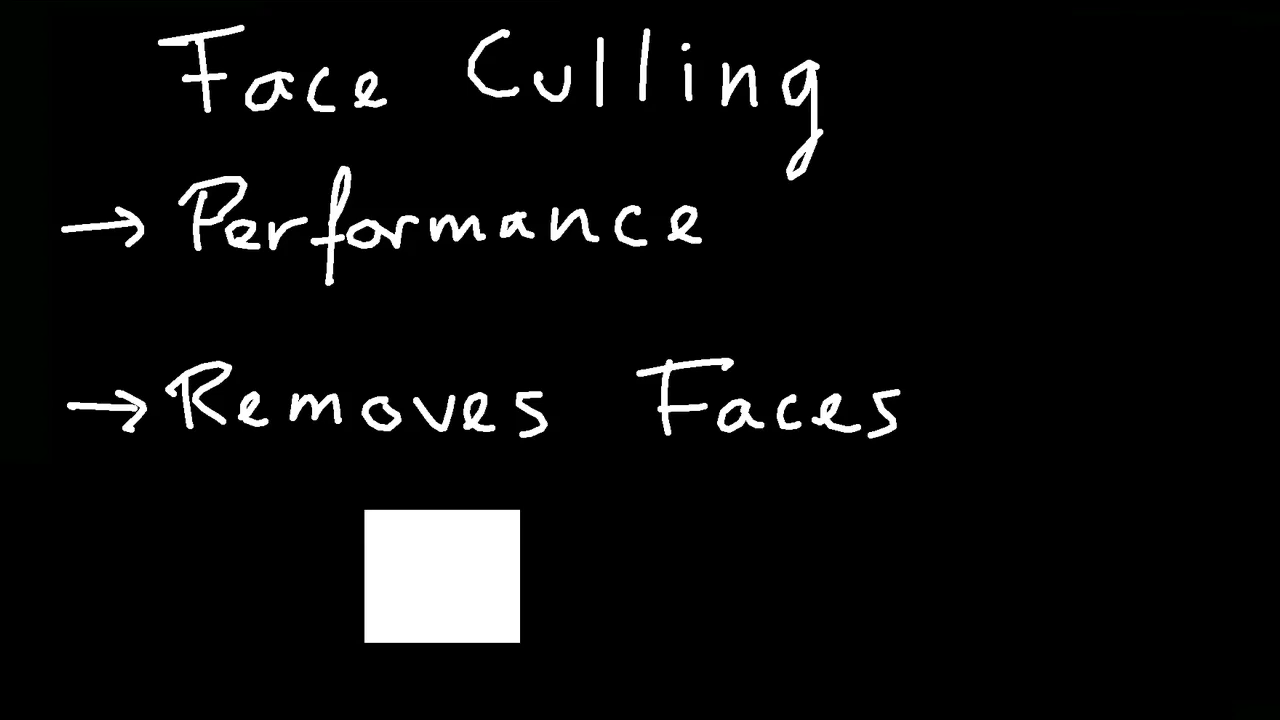 Face Culling
→ Performance
→ Removes Faces